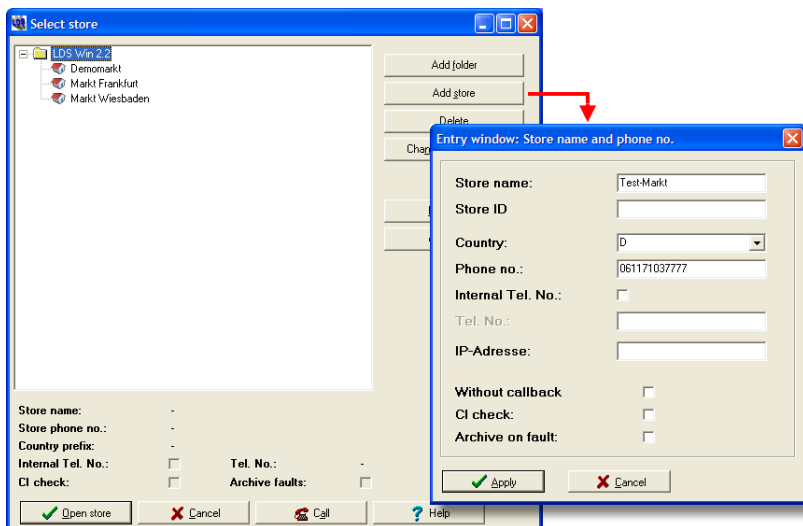 Select store
LDS Win 2.2
Demomarkt
Markt Frankfurt
Markt Wiesbaden
Add folder
Add store
Delete
Store name: -
Store phone no.: -
Country prefix: -
Internal Tel. No.: Tel. No.: -
CI check: Archive faults:
Open store Cancel Call Help
Entry window: Store name and phone no.
Store name: Test-Markt
Store ID
Country: D
Phone no.: 061171037777
Internal Tel. No.:
Tel. No.:
IP-Adresse:
Without callback
CI check:
Archive on fault:
Apply Cancel